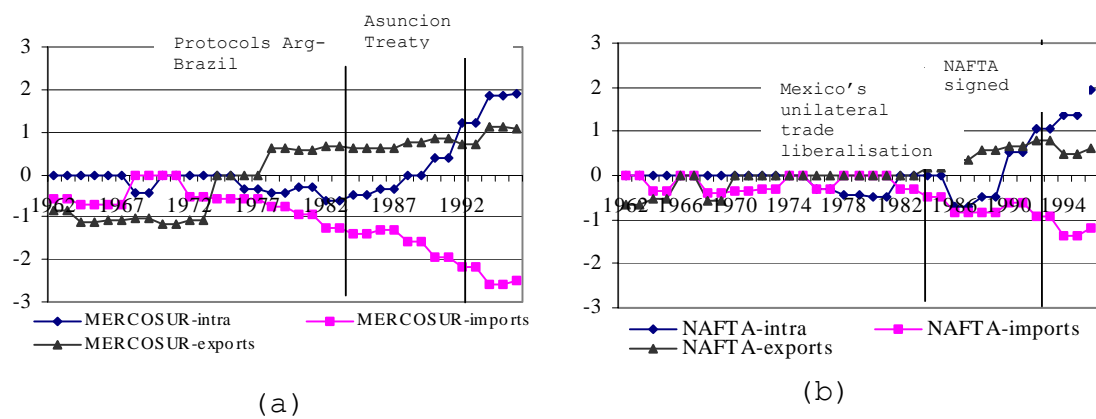 Asuncion
Treaty
Protocols Arg-
Brazil
3
2
1
0
-1
-2
-3
1962 1967 1972 1977 1982 1987 1992
MERCOSUR-intra MERCOSUR-imports
MERCOSUR-exports
(a)
NAFTA
signed
Mexico's
unilateral
trade
liberalisation
3
2
1
0
-1
-2
-3
1962 1966 1970 1974 1978 1982 1986 1990 1994
NAFTA-intra NAFTA-imports
NAFTA-exports
(b)